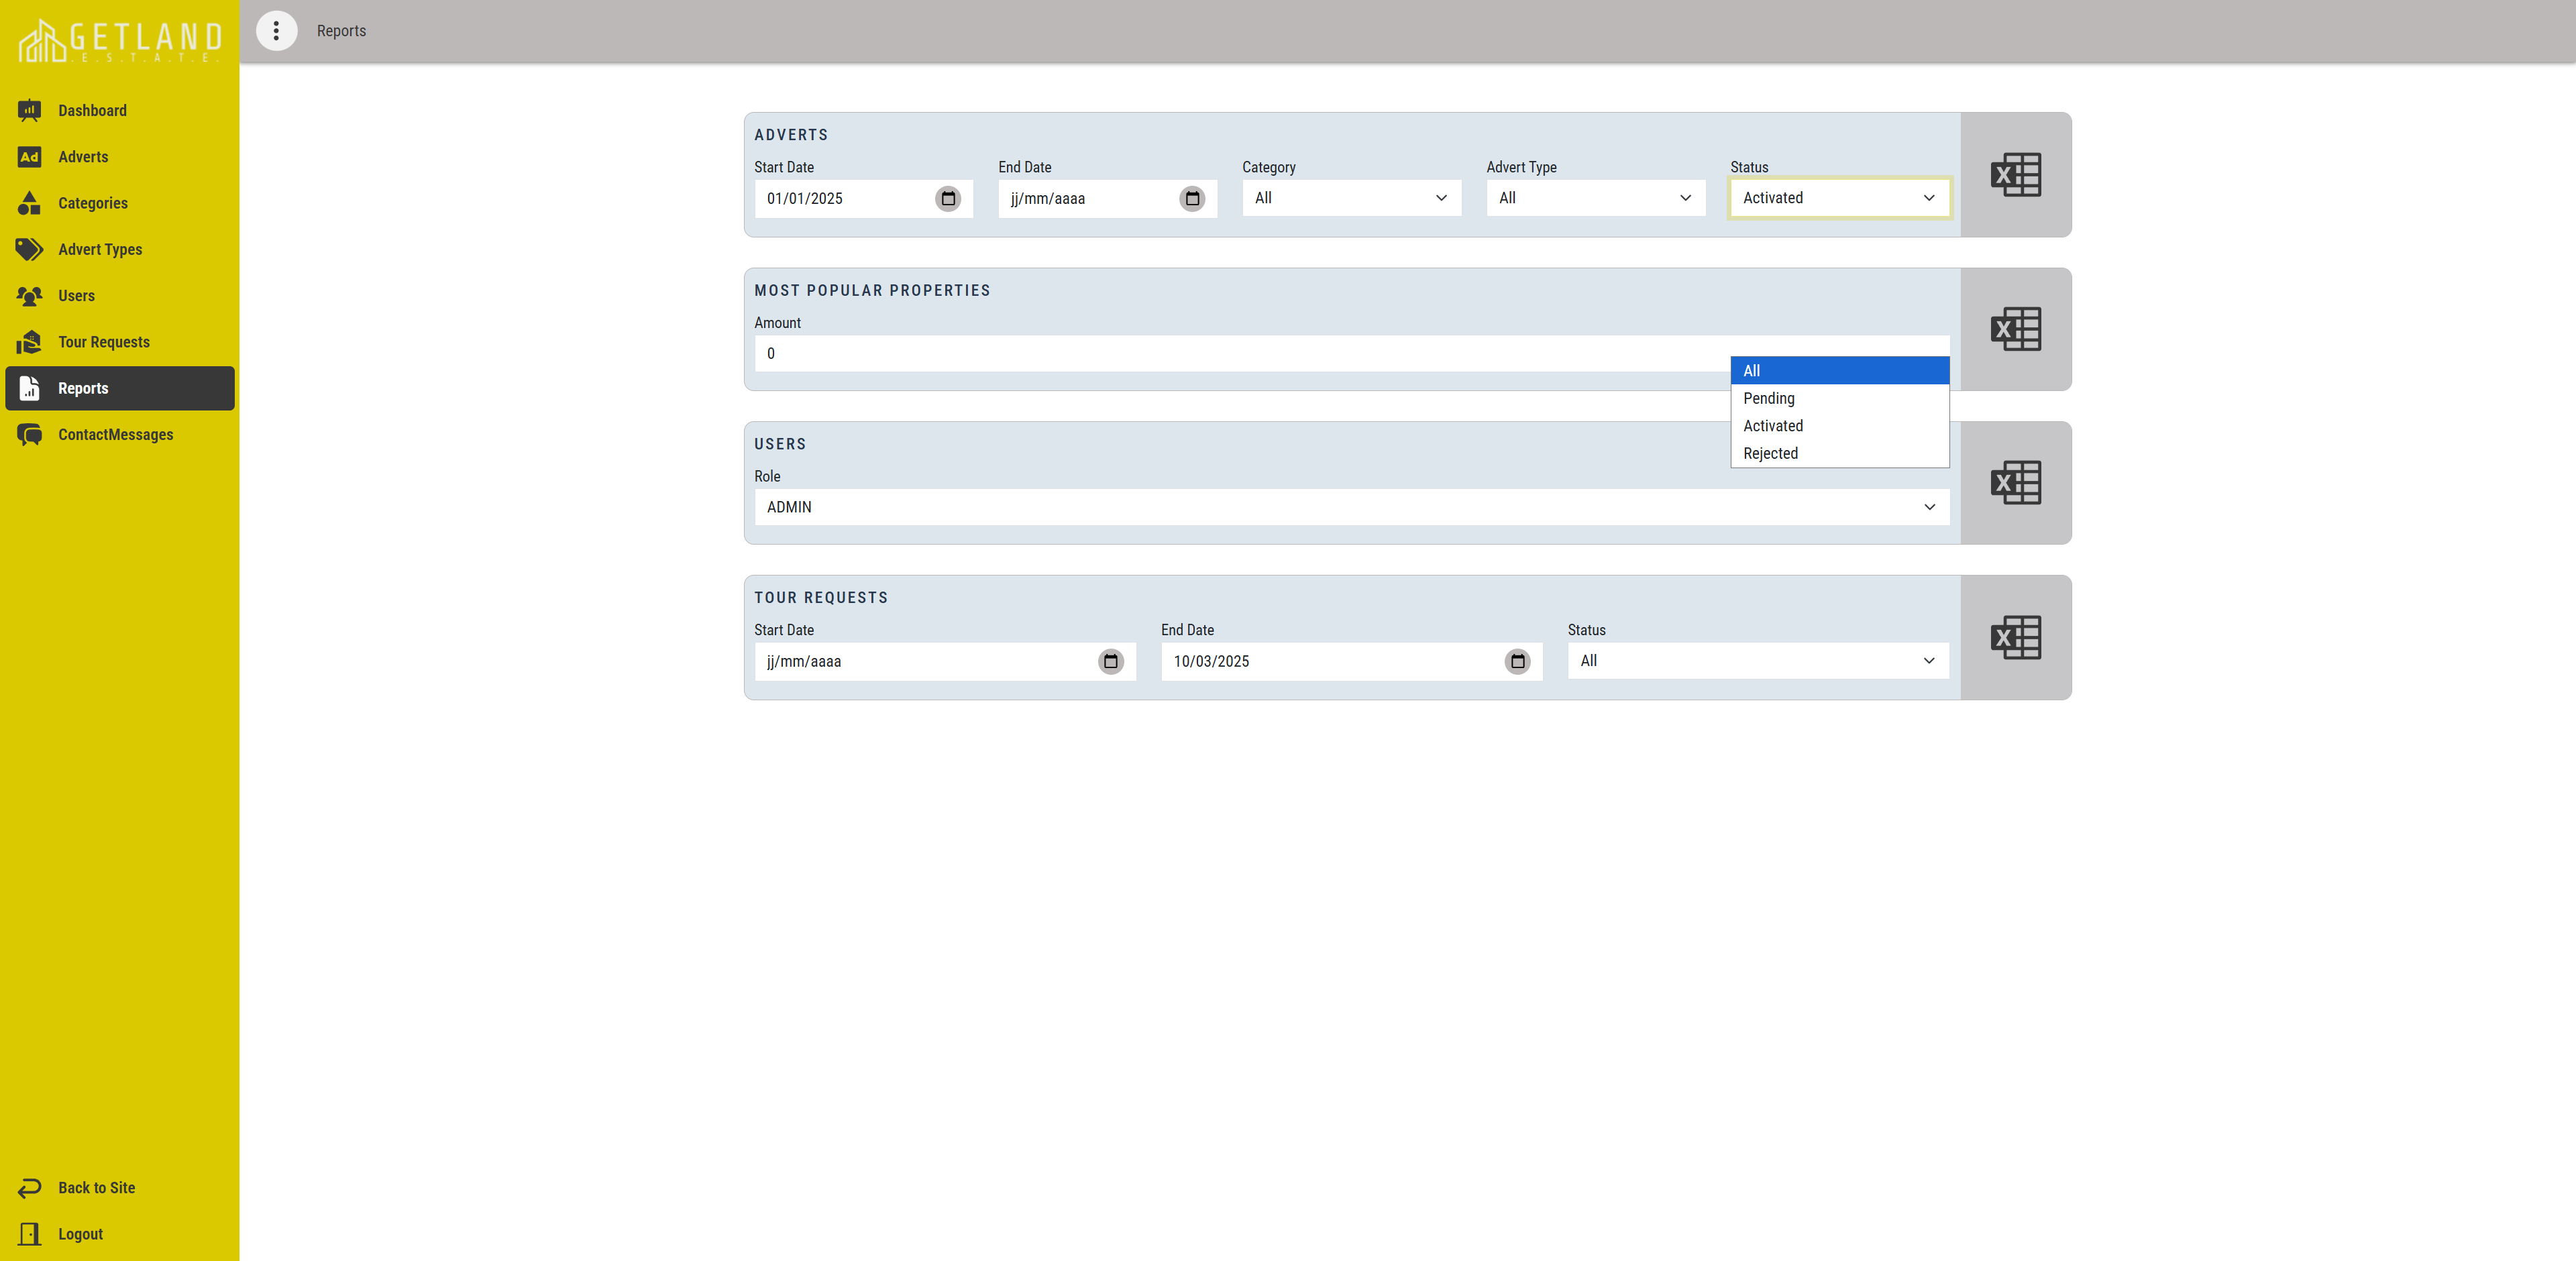 GETLAND
.E.S.T.A.T.E.
Reports
Dashboard
Ad Adverts
Categories
Advert Types
Users
Tour Requests
Reports
ContactMessages
Back to Site
Logout
ADVERTS
Start Date End Date Category Advert Type Status
01/01/2025 jj/mm/aaaa All All Activated
X
MOST POPULAR PROPERTIES
Amount
0
X
All
Pending
Activated
Rejected
USERS
Role
ADMIN
X
TOUR REQUESTS
Start Date End Date Status
jj/mm/aaaa 10/03/2025 All
X